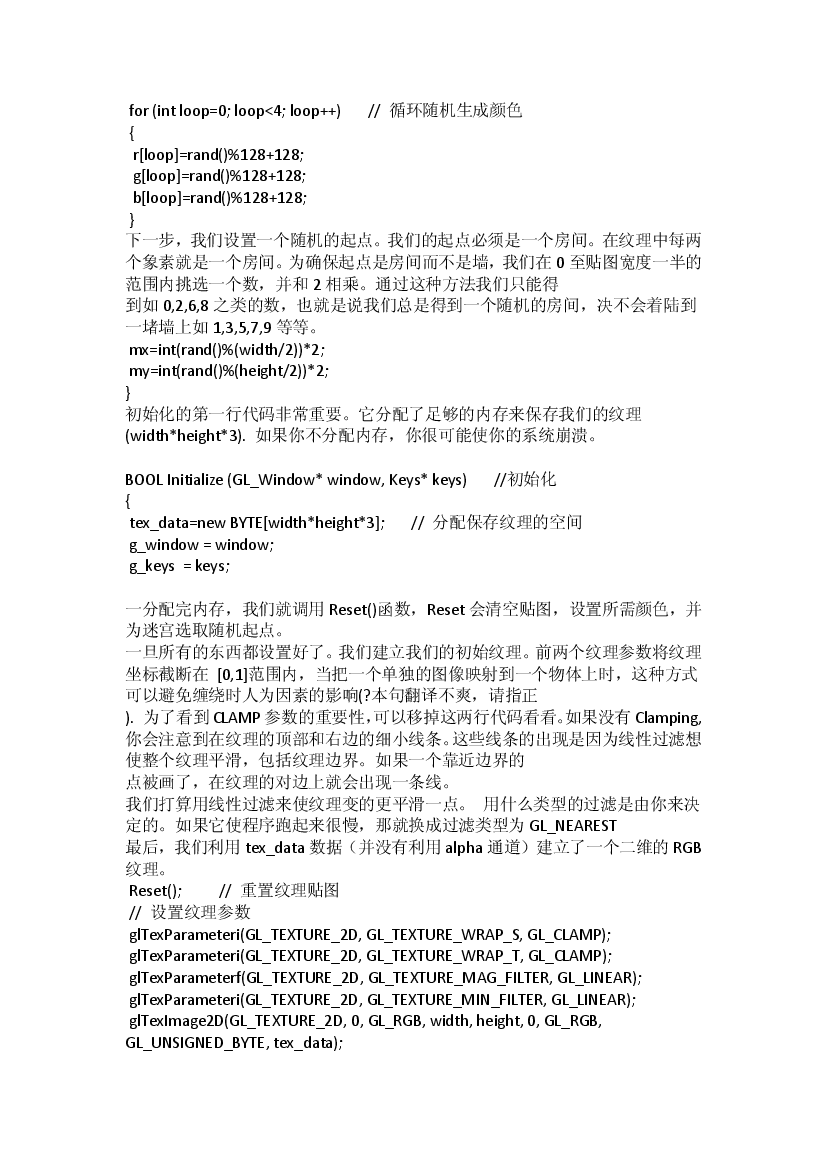 for (int loop=0; loop<4; loop++)      // 循环随机生成颜色
{
r[loop]=rand()%128+128;
g[loop]=rand()%128+128;
b[loop]=rand()%128+128;
}
下一步，我们设置一个随机的起点。我们的起点必须是一个房间。在纹理中每两
个象素就是一个房间。为确保起点是房间而不是墙，我们在 0 至贴图宽度一半的
范围内挑选一个数，并和 2 相乘。通过这种方法我们只能得
到如 0,2,6,8 之类的数，也就是说我们总是得到一个随机的房间，决不会着陆到
一堵墙上如 1,3,5,7,9 等等。
mx=int(rand()%(width/2))*2;
my=int(rand()%(height/2))*2;
}
初始化的第一行代码非常重要。它分配了足够的内存来保存我们的纹理
(width*height*3). 如果你不分配内存，你很可能使你的系统崩溃。
BOOL Initialize (GL_Window* window, Keys* keys)      //初始化
{
tex_data=new BYTE[width*height*3];      // 分配保存纹理的空间
g_window = window;
g_keys  = keys;
一分配完内存，我们就调用 Reset()函数，Reset 会清空贴图，设置所需颜色，并
为迷宫选取随机起点。
一旦所有的东西都设置好了。我们建立我们的初始纹理。前两个纹理参数将纹理
坐标截断在 [0,1]范围内，当把一个单独的图像映射到一个物体上时，这种方式
可以避免缠绕时人为因素的影响(?本句翻译不爽，请指正
). 为了看到 CLAMP 参数的重要性，可以移掉这两行代码看看。如果没有 Clamping,
你会注意到在纹理的顶部和右边的细小线条。这些线条的出现是因为线性过滤想
使整个纹理平滑，包括纹理边界。如果一个靠近边界的
点被画了，在纹理的对边上就会出现一条线。
我们打算用线性过滤来使纹理变的更平滑一点。 用什么类型的过滤是由你来决
定的。如果它使程序跑起来很慢，那就换成过滤类型为 GL_NEAREST
最后，我们利用 tex_data 数据（并没有利用 alpha 通道）建立了一个二维的 RGB
纹理。
Reset();        // 重置纹理贴图
// 设置纹理参数
glTexParameteri(GL_TEXTURE_2D, GL_TEXTURE_WRAP_S, GL_CLAMP);
glTexParameteri(GL_TEXTURE_2D, GL_TEXTURE_WRAP_T, GL_CLAMP);
glTexParameterf(GL_TEXTURE_2D, GL_TEXTURE_MAG_FILTER, GL_LINEAR);
glTexParameteri(GL_TEXTURE_2D, GL_TEXTURE_MIN_FILTER, GL_LINEAR);
glTexImage2D(GL_TEXTURE_2D, 0, GL_RGB, width, height, 0, GL_RGB,
GL_UNSIGNED_BYTE, tex_data);